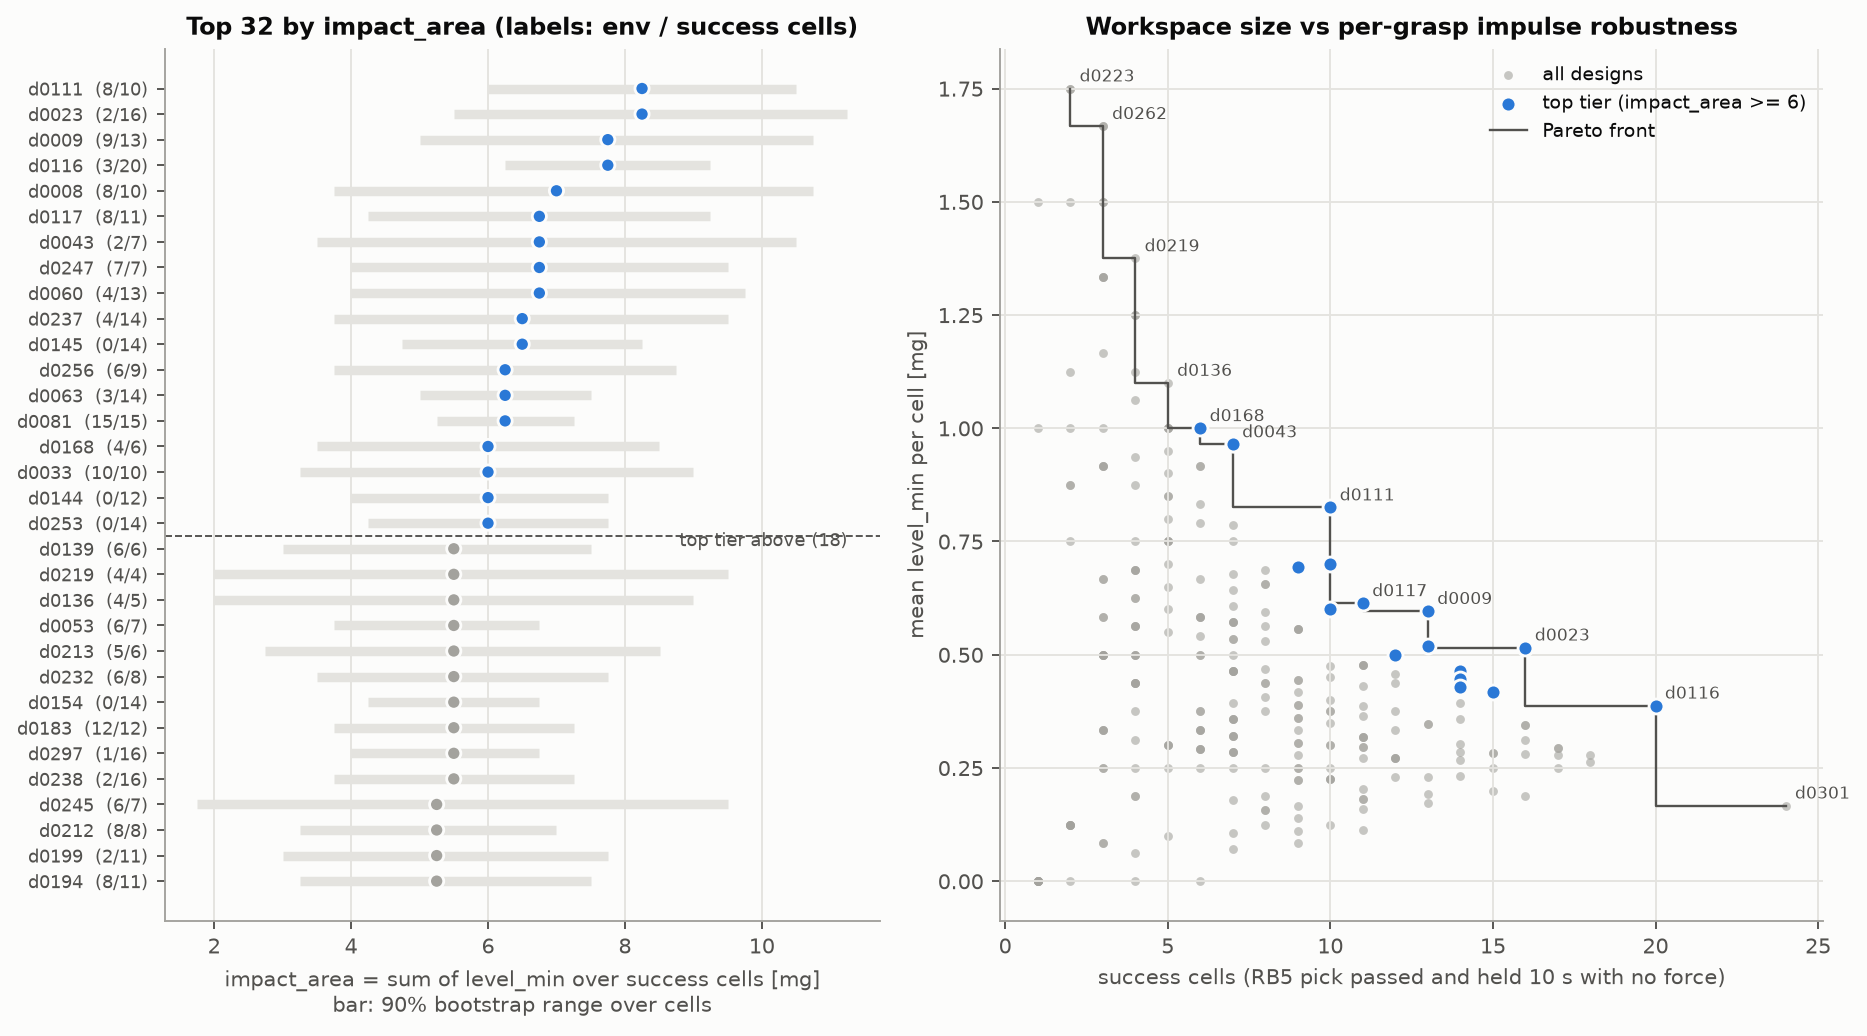 Top 32 by impact_area (labels: env / success cells)
d0111 (8/10)
d0023 (2/16)
d0009 (9/13)
d0116 (3/20)
d0008 (8/10)
d0117 (8/11)
d0043 (2/7)
d0247 (7/7)
d0060 (4/13)
d0237 (4/14)
d0145 (0/14)
d0256 (6/9)
d0063 (3/14)
d0081 (15/15)
d0168 (4/6)
d0033 (10/10)
d0144 (0/12)
d0253 (0/14)
top tier above (18)
d0139 (6/6)
d0219 (4/4)
d0136 (4/5)
d0053 (6/7)
d0213 (5/6)
d0232 (6/8)
d0154 (0/14)
d0183 (12/12)
d0297 (1/16)
d0238 (2/16)
d0245 (6/7)
d0212 (8/8)
d0199 (2/11)
d0194 (8/11)
2 4 6 8 10
impact_area = sum of level_min over success cells [mg]
bar: 90% bootstrap range over cells
Workspace size vs per-grasp impulse robustness
all designs
top tier (impact_area >= 6)
Pareto front
mean level_min per cell [mg]
1.75
1.50
1.25
1.00
0.75
0.50
0.25
0.00
d0223
d0262
d0219
d0136
d0168
d0043
d0111
d0117
d0009
d0023
d0116
d0301
0 5 10 15 20 25
success cells (RB5 pick passed and held 10 s with no force)